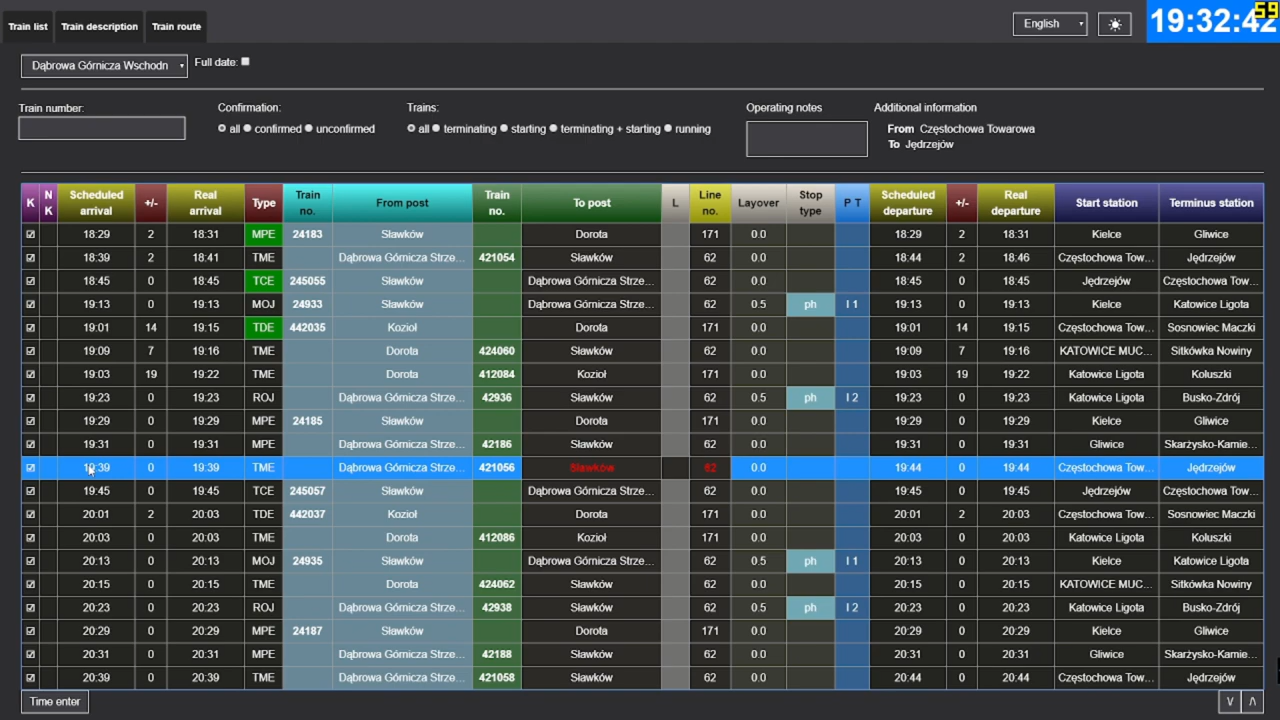 Train list Train description Train route English 19:32:42 59
Dąbrowa Górnicza Wschodn Full date:
Train number: Confirmation: Trains: Operating notes Additional information
all confirmed unconfirmed all terminating starting terminating + starting running From Częstochowa Towarowa
To Jędrzejów
K N K Scheduled arrival +/- Real arrival Type Train no. From post Train no. To post L Line no. Layover Stop type P T Scheduled departure +/- Real departure Start station Terminus station
18:29 2 18:31 MPE 24183 Sławków Dorota 171 0.0 18:29 2 18:31 Kielce Gliwice
18:39 2 18:41 TME Dąbrowa Górnicza Strze... 421054 Sławków 62 0.0 18:44 2 18:46 Częstochowa Tow... Jędrzejów
18:45 0 18:45 TCE 245055 Sławków Dąbrowa Górnicza Strze... 62 0.0 18:45 0 18:45 Jędrzejów Częstochowa Tow...
19:13 0 19:13 MOJ 24933 Sławków Dąbrowa Górnicza Strze... 62 0.5 ph I 1 19:13 0 19:13 Kielce Katowice Ligota
19:01 14 19:15 TDE 442035 Kozioł Dorota 171 0.0 19:01 14 19:15 Częstochowa Tow... Sosnowiec Maczki
19:09 7 19:16 TME Dorota 424060 Sławków 62 0.0 19:09 7 19:16 KATOWICE MUC... Sitkówka Nowiny
19:03 19 19:22 TME Dorota 412084 Kozioł 62 0.0 19:03 19 19:22 Katowice Ligota Koluszki
19:23 0 19:23 ROJ Dąbrowa Górnicza Strze... 42936 Sławków 62 0.5 ph I 2 19:23 0 19:23 Katowice Ligota Busko-Zdrój
19:29 0 19:29 MPE 24185 Sławków Dorota 171 0.0 19:29 0 19:29 Kielce Gliwice
19:31 0 19:31 MPE Dąbrowa Górnicza Strze... 42186 Sławków 62 0.0 19:31 0 19:31 Gliwice Skarżysko-Kamie...
19:39 0 19:39 TME Dąbrowa Górnicza Strze... 421056 Sławków 62 0.0 19:44 0 19:44 Częstochowa Tow... Jędrzejów
19:45 0 19:45 TCE 245057 Sławków Dąbrowa Górnicza Strze... 62 0.0 19:45 0 19:45 Jędrzejów Częstochowa Tow...
20:01 2 20:03 TDE 442037 Kozioł Dorota 171 0.0 20:01 2 20:03 Częstochowa Tow... Sosnowiec Maczki
20:03 0 20:03 TME Dorota 412086 Kozioł 62 0.0 20:03 0 20:03 Katowice Ligota Koluszki
20:13 0 20:13 MOJ 24935 Sławków Dąbrowa Górnicza Strze... 62 0.5 ph I 1 20:13 0 20:13 Kielce Katowice Ligota
20:15 0 20:15 TME Dorota 424062 Sławków 62 0.0 20:15 0 20:15 KATOWICE MUC... Sitkówka Nowiny
20:23 0 20:23 ROJ Dąbrowa Górnicza Strze... 42938 Sławków 62 0.5 ph I 2 20:23 0 20:23 Katowice Ligota Busko-Zdrój
20:29 0 20:29 MPE 24187 Sławków Dorota 171 0.0 20:29 0 20:29 Kielce Gliwice
20:31 0 20:31 MPE Dąbrowa Górnicza Strze... 42188 Sławków 62 0.0 20:31 0 20:31 Gliwice Skarżysko-Kamie...
20:39 0 20:39 TME Dąbrowa Górnicza Strze... 421058 Sławków 62 0.0 20:44 0 20:44 Częstochowa Tow... Jędrzejów
Time enter